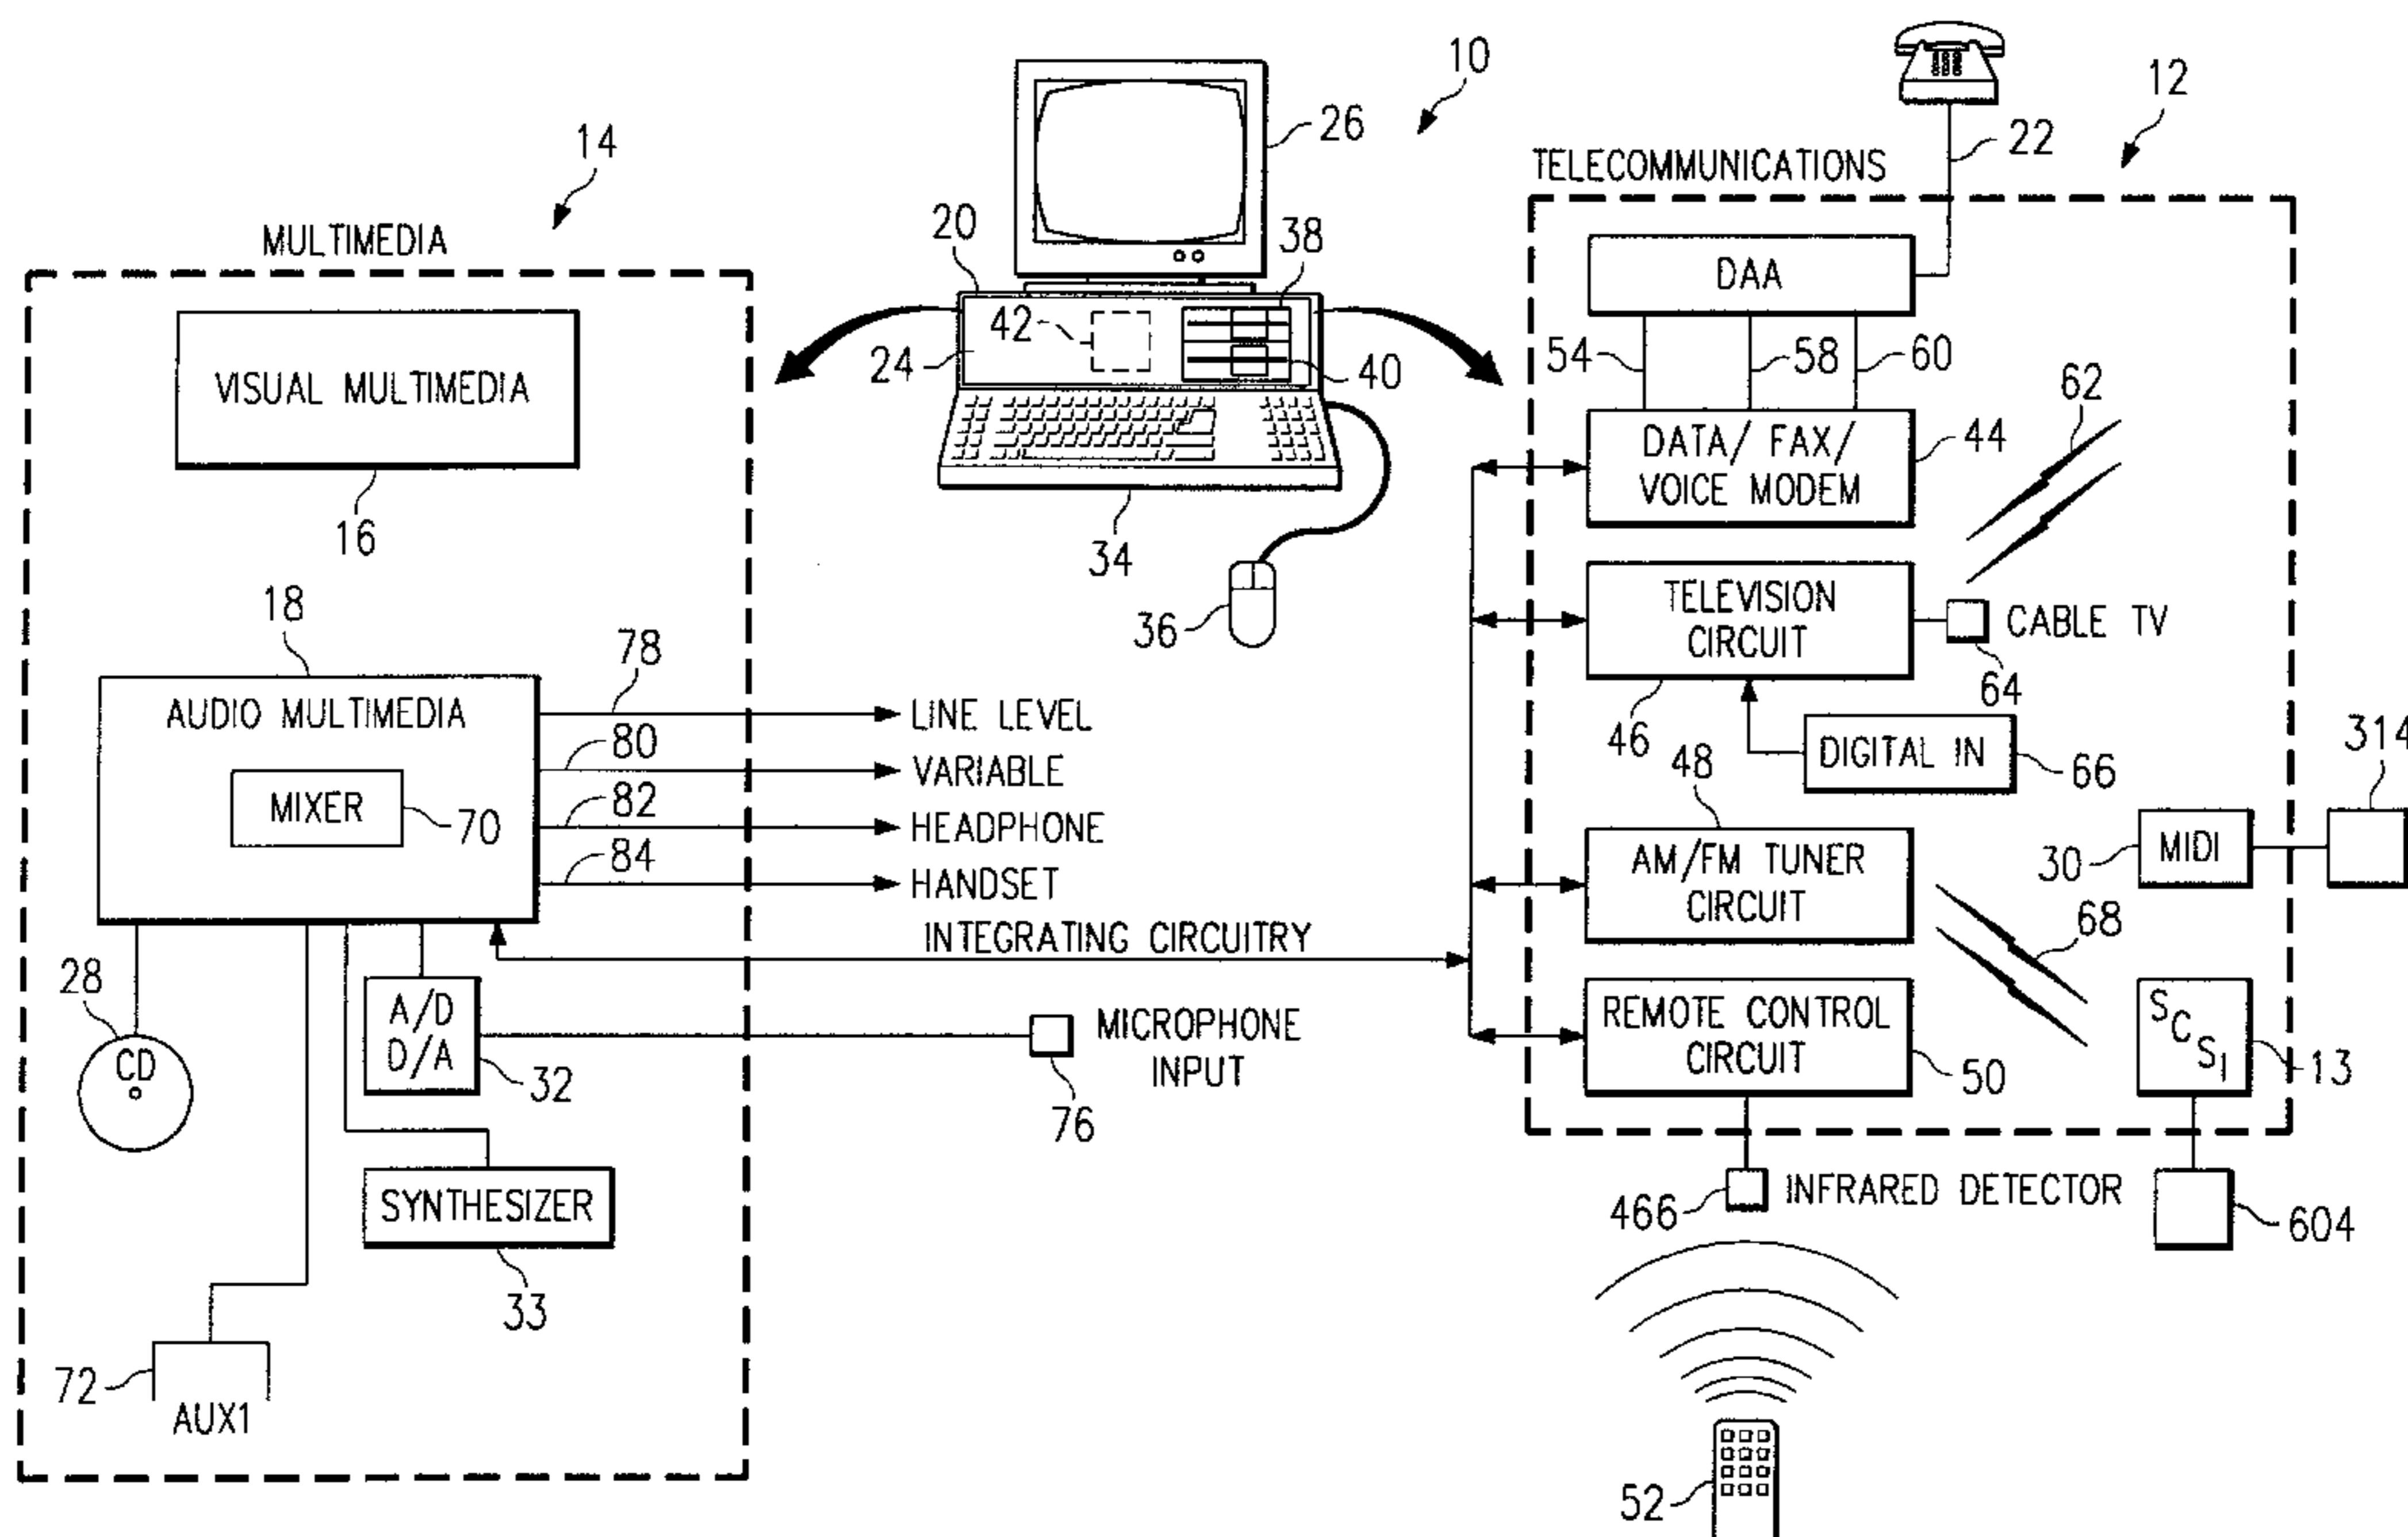 10
12
14
22
26
TELECOMMUNICATIONS
MULTIMEDIA
20
38
DAA
42
24
40
54
58
60
62
VISUAL MULTIMEDIA
16
DATA/ FAX/
VOICE MODEM
44
34
36
TELEVISION
CIRCUIT
46
CABLE TV
64
18
AUDIO MULTIMEDIA
MIXER
70
78
LINE LEVEL
80
VARIABLE
82
HEADPHONE
84
HANDSET
DIGITAL IN
66
48
AM/FM TUNER
CIRCUIT
68
314
30
MIDI
INTEGRATING CIRCUITRY
28
CD
A/D
D/A
32
MICROPHONE
INPUT
76
REMOTE CONTROL
CIRCUIT
50
SCSI
13
SYNTHESIZER
33
466
INFRARED DETECTOR
604
72
AUX1
52